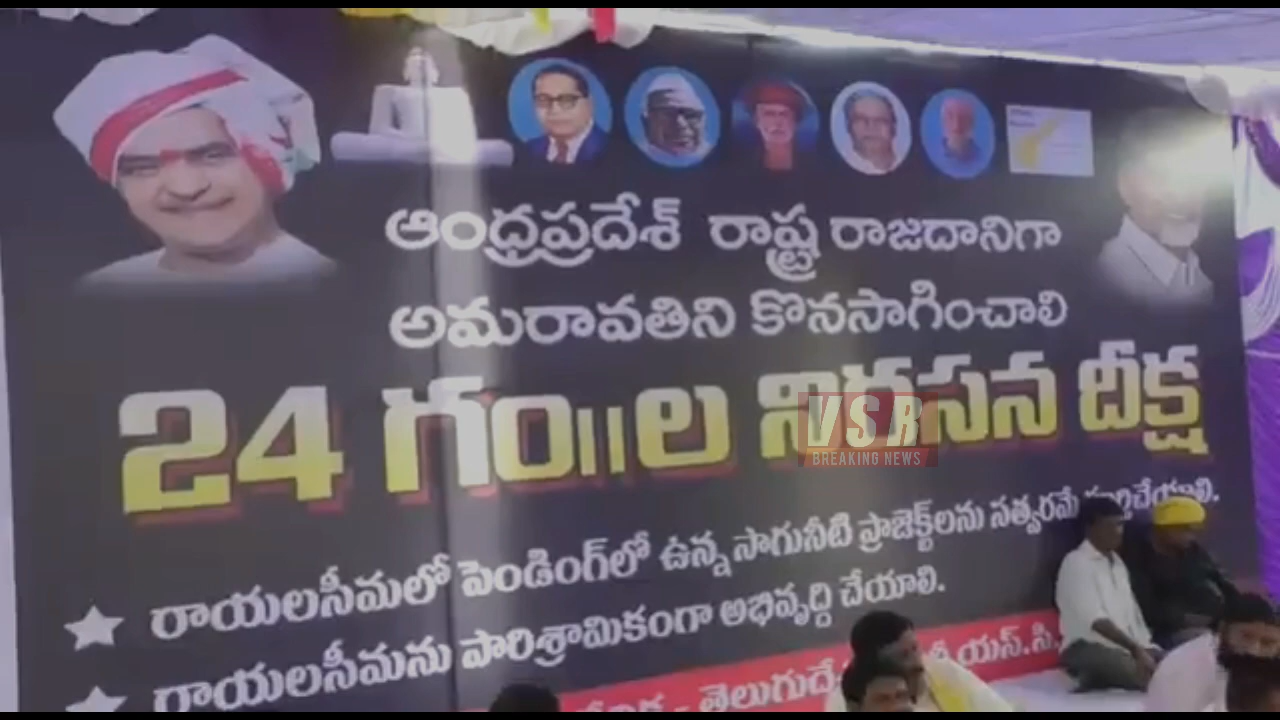 ఆంధ్రప్రదేశ్ రాష్ట్ర రాజదానిగా
అమరావతిని కొనసాగించాలి
24 గం॥ల నిరసన దీక్ష
VSR
BREAKING NEWS
రాయలసీమలో పెండింగ్‌లో ఉన్న సాగునీటి ప్రాజెక్ట్‌లను సత్వరమే
రాయలసీమను పారిశ్రామికంగా అభివృద్ది చేయాలి.